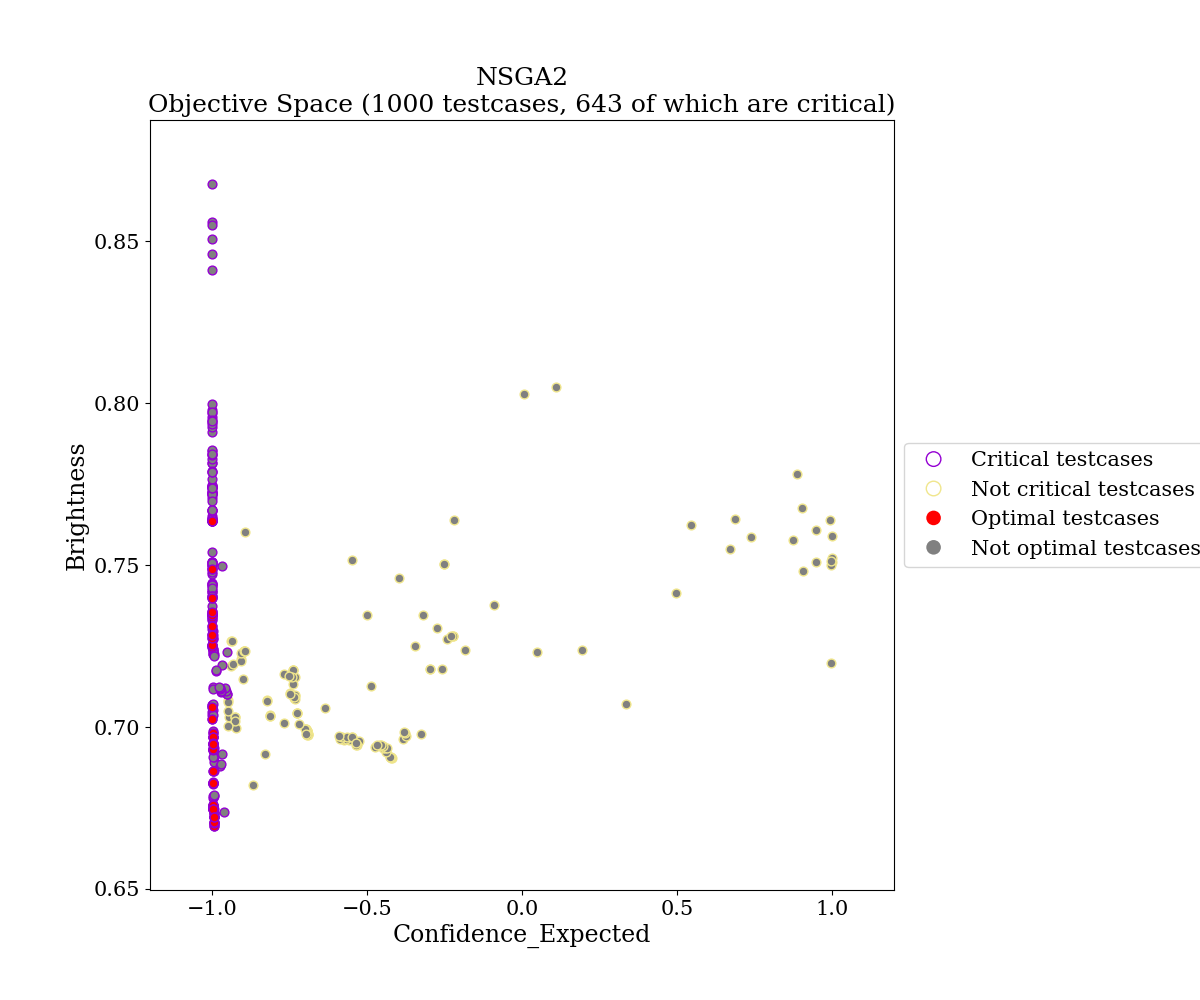 NSGA2
Objective Space (1000 testcases, 643 of which are critical)
0.85
0.80
0.75
0.70
0.65
Brightness
−1.0 −0.5 0.0 0.5 1.0
Confidence_Expected
Critical testcases
Not critical testcases
Optimal testcases
Not optimal testcases